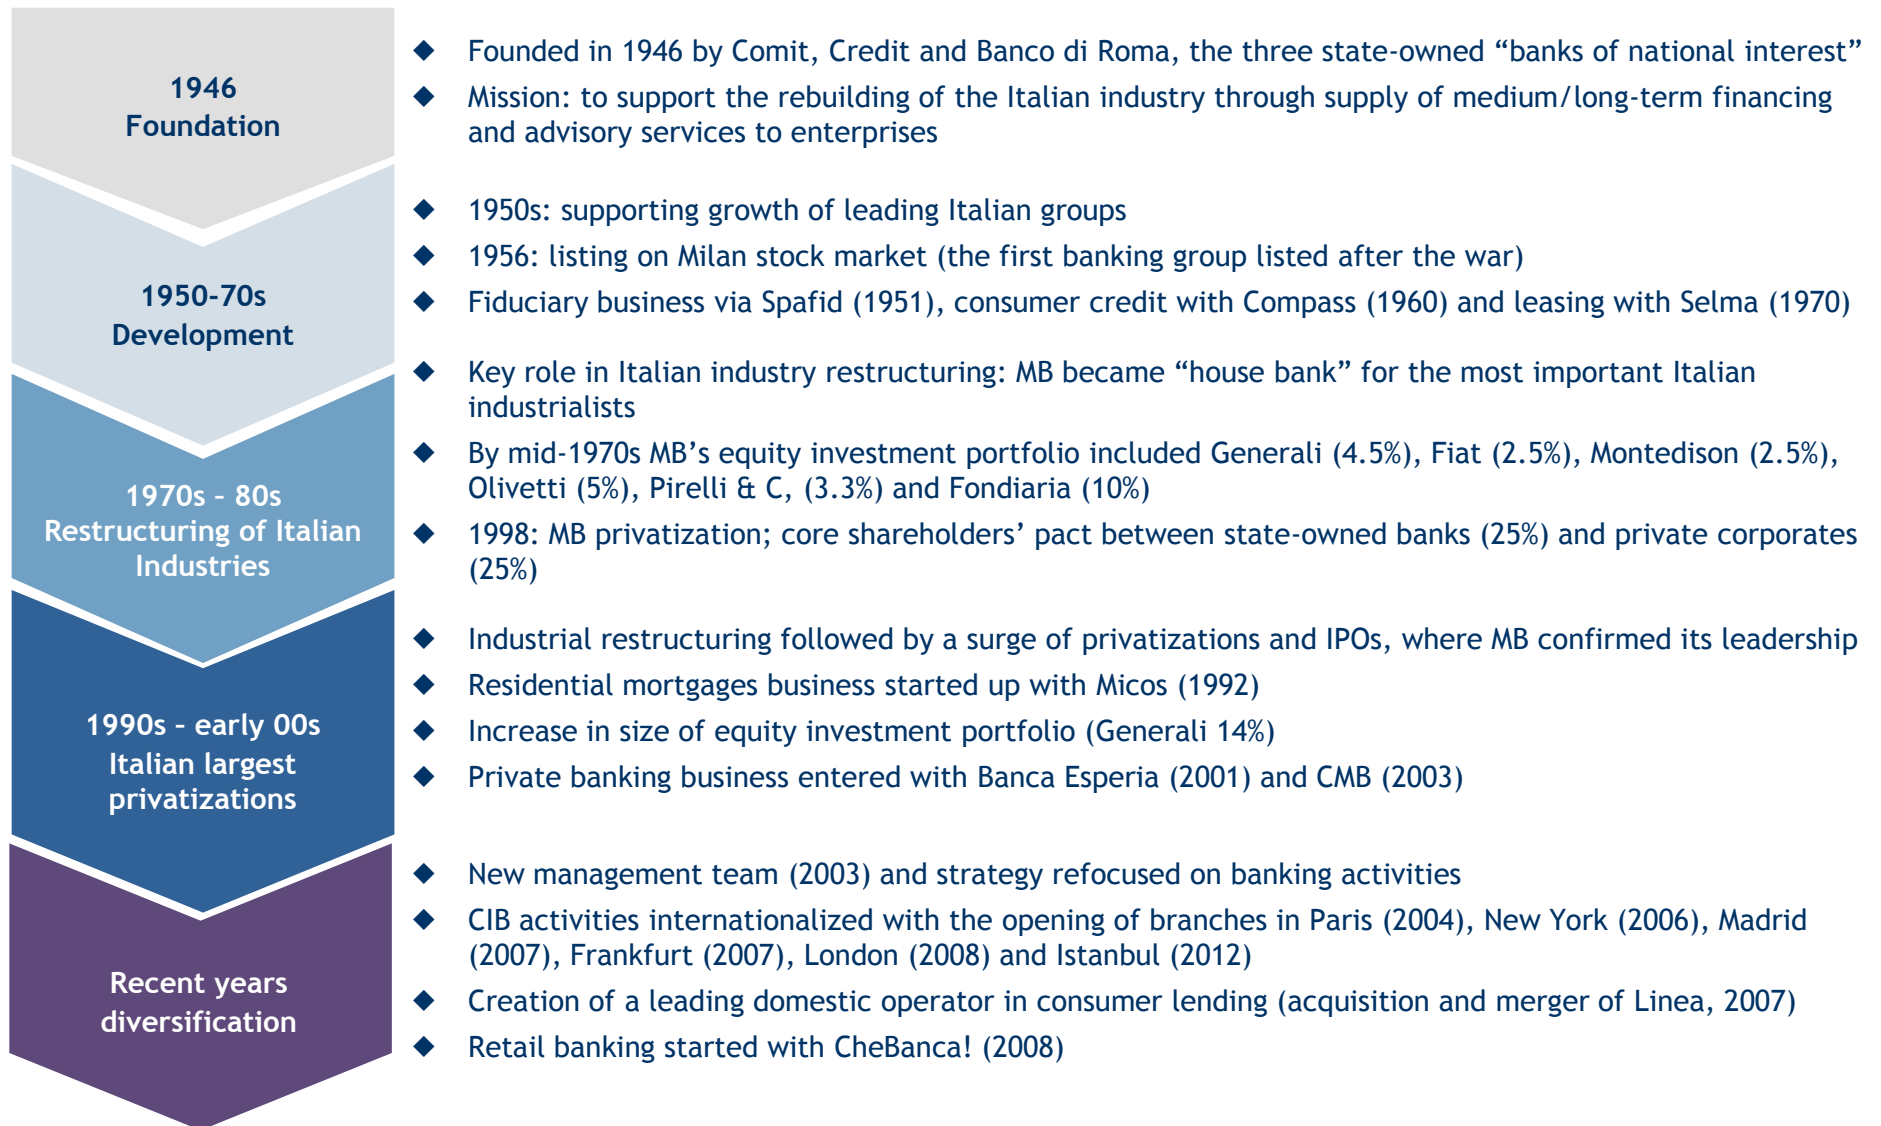 1946
Foundation
◆ Founded in 1946 by Comit, Credit and Banco di Roma, the three state-owned “banks of national interest”
◆ Mission: to support the rebuilding of the Italian industry through supply of medium/long-term financing
and advisory services to enterprises
1950-70s
Development
◆ 1950s: supporting growth of leading Italian groups
◆ 1956: listing on Milan stock market (the first banking group listed after the war)
◆ Fiduciary business via Spafid (1951), consumer credit with Compass (1960) and leasing with Selma (1970)
1970s – 80s
Restructuring of Italian
Industries
◆ Key role in Italian industry restructuring: MB became “house bank” for the most important Italian
industrialists
◆ By mid-1970s MB’s equity investment portfolio included Generali (4.5%), Fiat (2.5%), Montedison (2.5%),
Olivetti (5%), Pirelli & C, (3.3%) and Fondiaria (10%)
◆ 1998: MB privatization; core shareholders’ pact between state-owned banks (25%) and private corporates
(25%)
1990s – early 00s
Italian largest
privatizations
◆ Industrial restructuring followed by a surge of privatizations and IPOs, where MB confirmed its leadership
◆ Residential mortgages business started up with Micos (1992)
◆ Increase in size of equity investment portfolio (Generali 14%)
◆ Private banking business entered with Banca Esperia (2001) and CMB (2003)
Recent years
diversification
◆ New management team (2003) and strategy refocused on banking activities
◆ CIB activities internationalized with the opening of branches in Paris (2004), New York (2006), Madrid
(2007), Frankfurt (2007), London (2008) and Istanbul (2012)
◆ Creation of a leading domestic operator in consumer lending (acquisition and merger of Linea, 2007)
◆ Retail banking started with CheBanca! (2008)